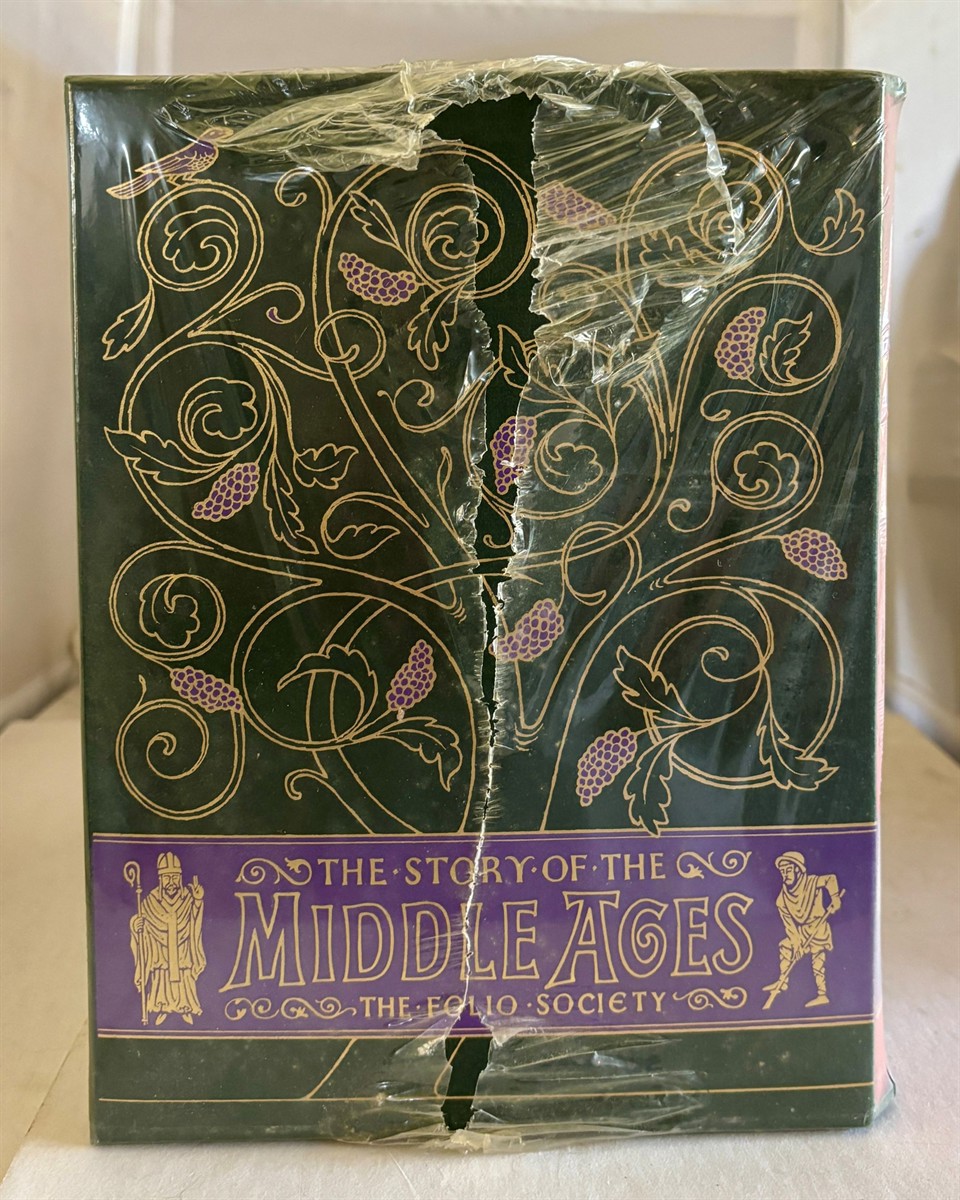 THE·STORY·OF·THE
MIDDLE AGES
THE·FOLIO·SOCIETY